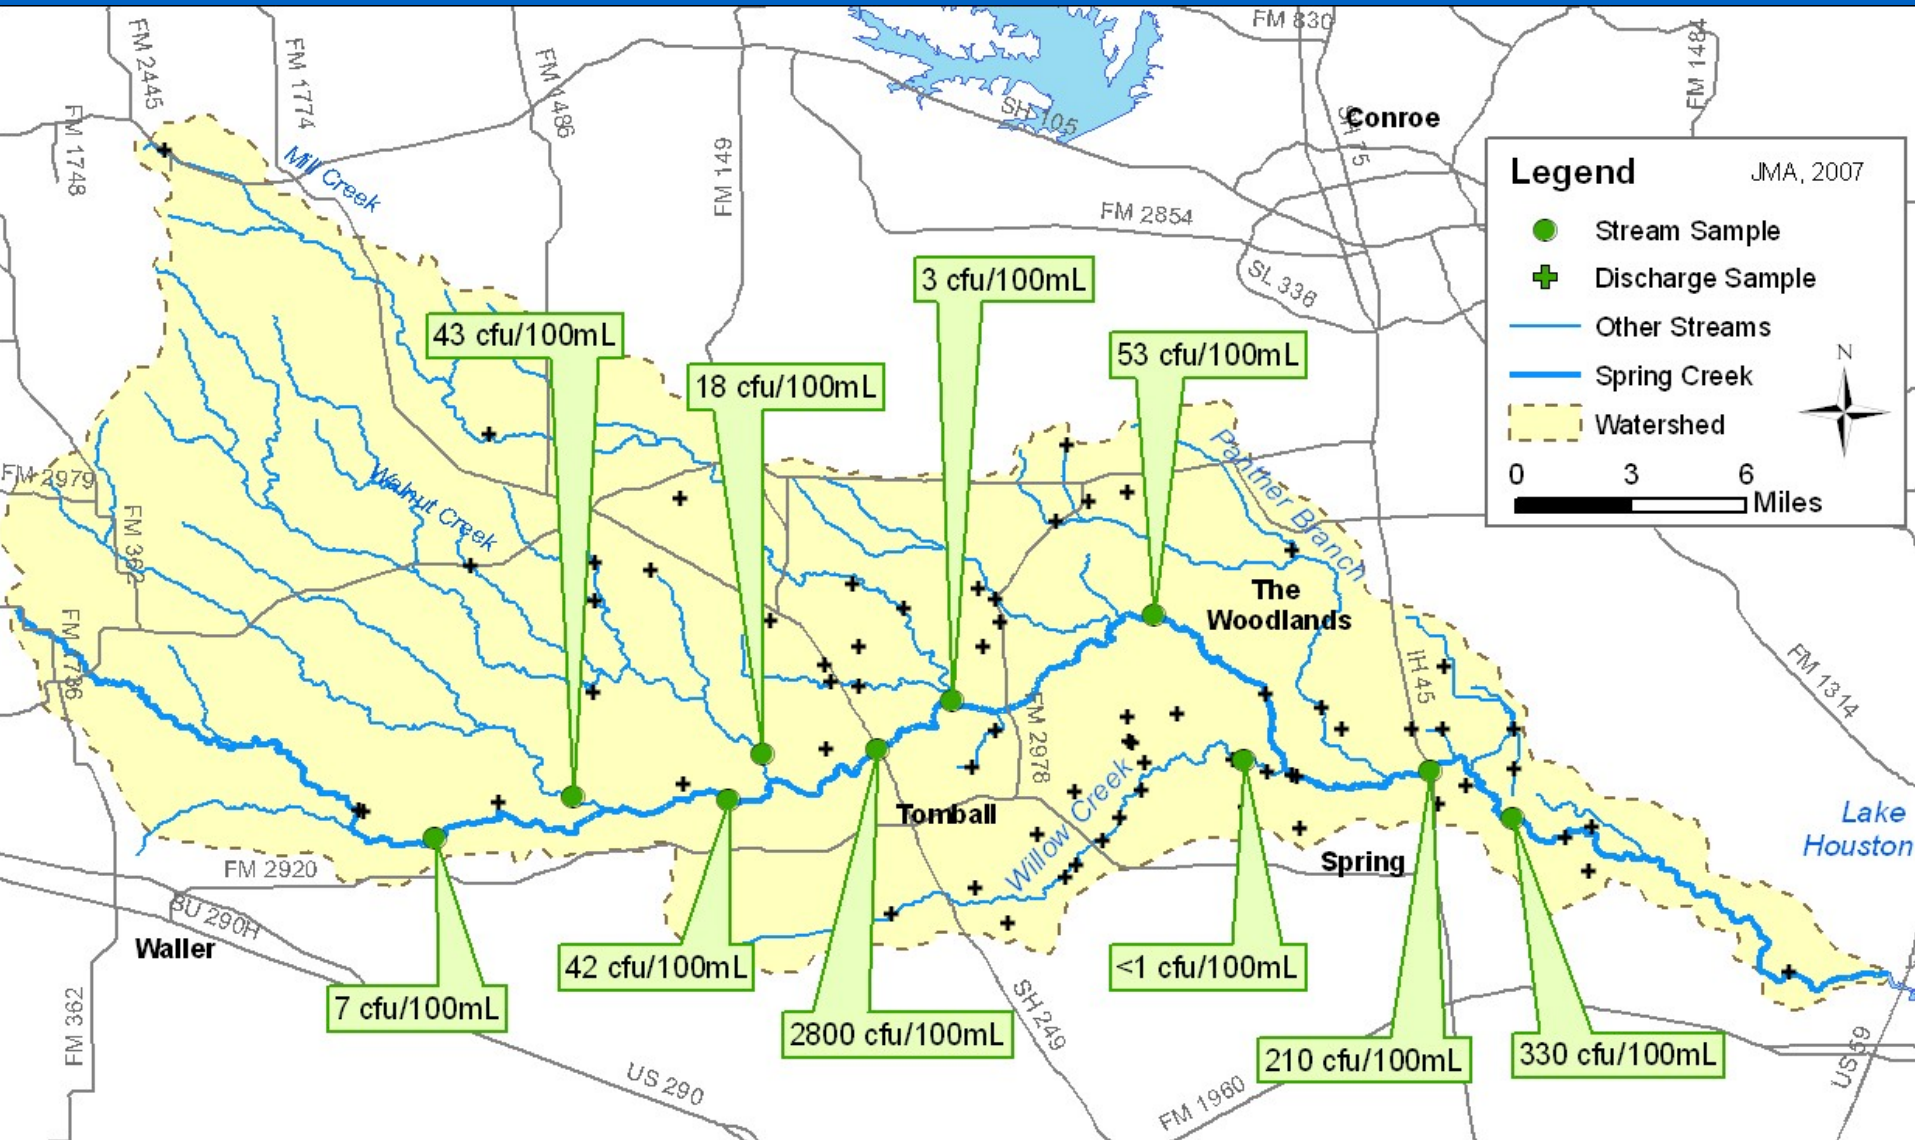 FM 2445
FM 1774
FM 1486
FM 149
FM 830
FM 1484
FM 1748
SH 105
SH 75
Conroe
Mill Creek
FM 2854
SL 336
Legend
JMA, 2007
Stream Sample
Discharge Sample
Other Streams
Spring Creek
Watershed
N
0 3 6
Miles
3 cfu/100mL
43 cfu/100mL
53 cfu/100mL
18 cfu/100mL
FM 2979
Walnut Creek
FM 362
Panther Branch
The
Woodlands
FM 1736
IH 45
FM 1314
FM 2978
Tomball
Willow Creek
Lake
Houston
FM 2920
Spring
BU 290H
Waller
42 cfu/100mL
<1 cfu/100mL
7 cfu/100mL
2800 cfu/100mL
210 cfu/100mL
330 cfu/100mL
FM 362
SH 249
US 290
FM 1960
US 59